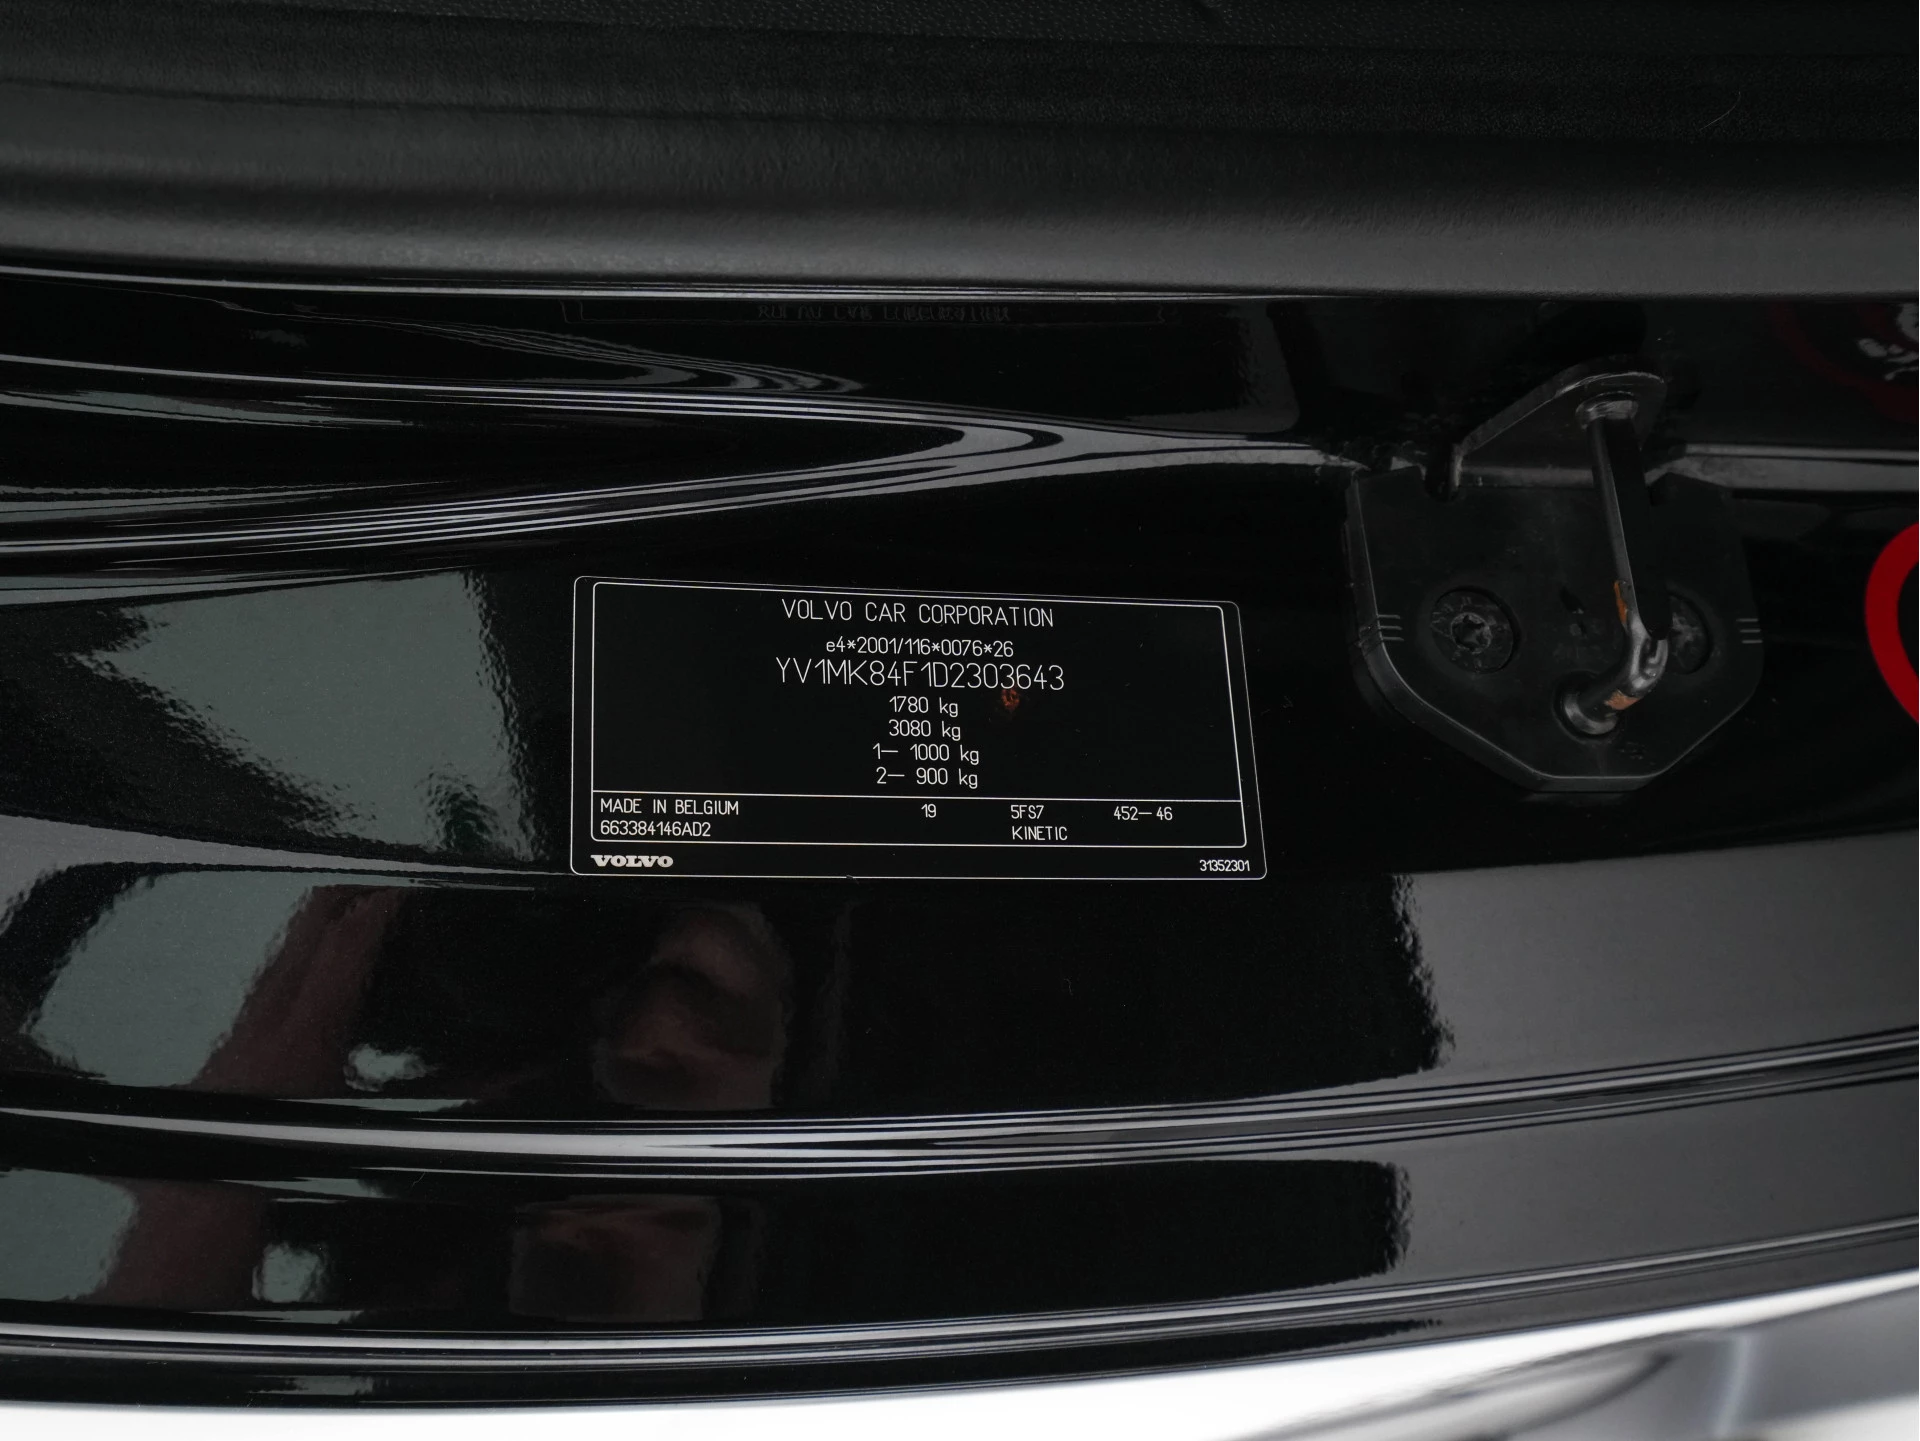 VOLVO CAR CORPORATION
e4*2001/116*0076*26
YV1MK84F1D2303643
1780 kg
3080 kg
1— 1000 kg
2— 900 kg
MADE IN BELGIUM 19 5FS7 452—46
663384146AD2 KINETIC
VOLVO 31352301